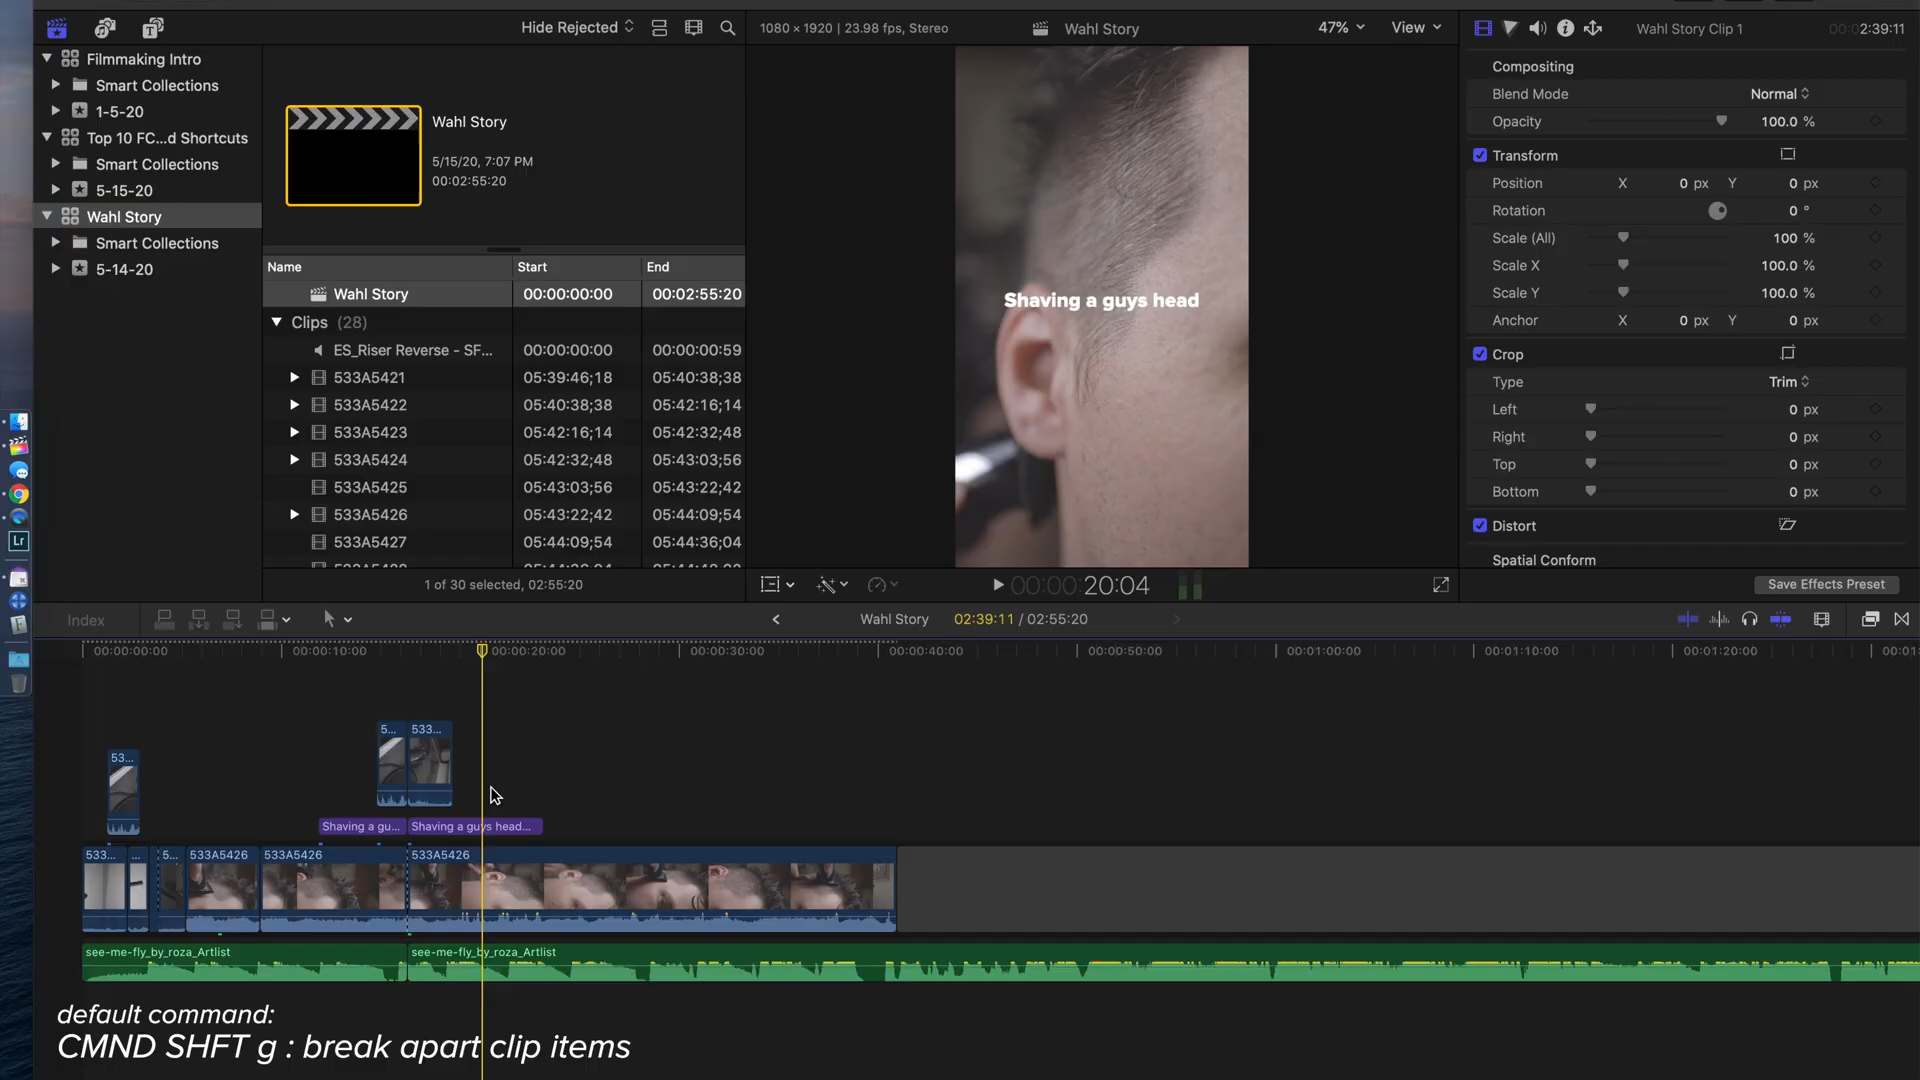 Hide Rejected
1080 × 1920 | 23.98 fps, Stereo
Wahl Story
47%
View
Wahl Story Clip 1
00:02:39:11
Filmmaking Intro
Smart Collections
1-5-20
Top 10 FC...d Shortcuts
Smart Collections
5-15-20
Wahl Story
Smart Collections
5-14-20
Wahl Story
5/15/20, 7:07 PM
00:02:55:20
Name Start End
Wahl Story 00:00:00:00 00:02:55:20
Clips (28)
ES_Riser Reverse - SF... 00:00:00:00 00:00:00:59
533A5421 05:39:46;18 05:40:38;38
533A5422 05:40:38;38 05:42:16;14
533A5423 05:42:16;14 05:42:32;48
533A5424 05:42:32;48 05:43:03;56
533A5425 05:43:03;56 05:43:22;42
533A5426 05:43:22;42 05:44:09;54
533A5427 05:44:09;54 05:44:36;04
1 of 30 selected, 02:55:20
Shaving a guys head
00:00:20:04
Compositing
Blend Mode Normal
Opacity 100.0 %
Transform
Position X 0 px Y 0 px
Rotation 0 °
Scale (All) 100 %
Scale X 100.0 %
Scale Y 100.0 %
Anchor X 0 px Y 0 px
Crop
Type Trim
Left 0 px
Right 0 px
Top 0 px
Bottom 0 px
Distort
Spatial Conform
Save Effects Preset
Lr
Index
Wahl Story 02:39:11 / 02:55:20
00:00:00:00 00:00:10:00 00:00:20:00 00:00:30:00 00:00:40:00 00:00:50:00 00:01:00:00 00:01:10:00 00:01:20:00 00:01:
5... 533...
53...
Shaving a gu... Shaving a guys head...
533... ... 5... 533A5426 533A5426 533A5426
see-me-fly_by_roza_Artlist see-me-fly_by_roza_Artlist
default command:
CMND SHFT g : break apart clip items